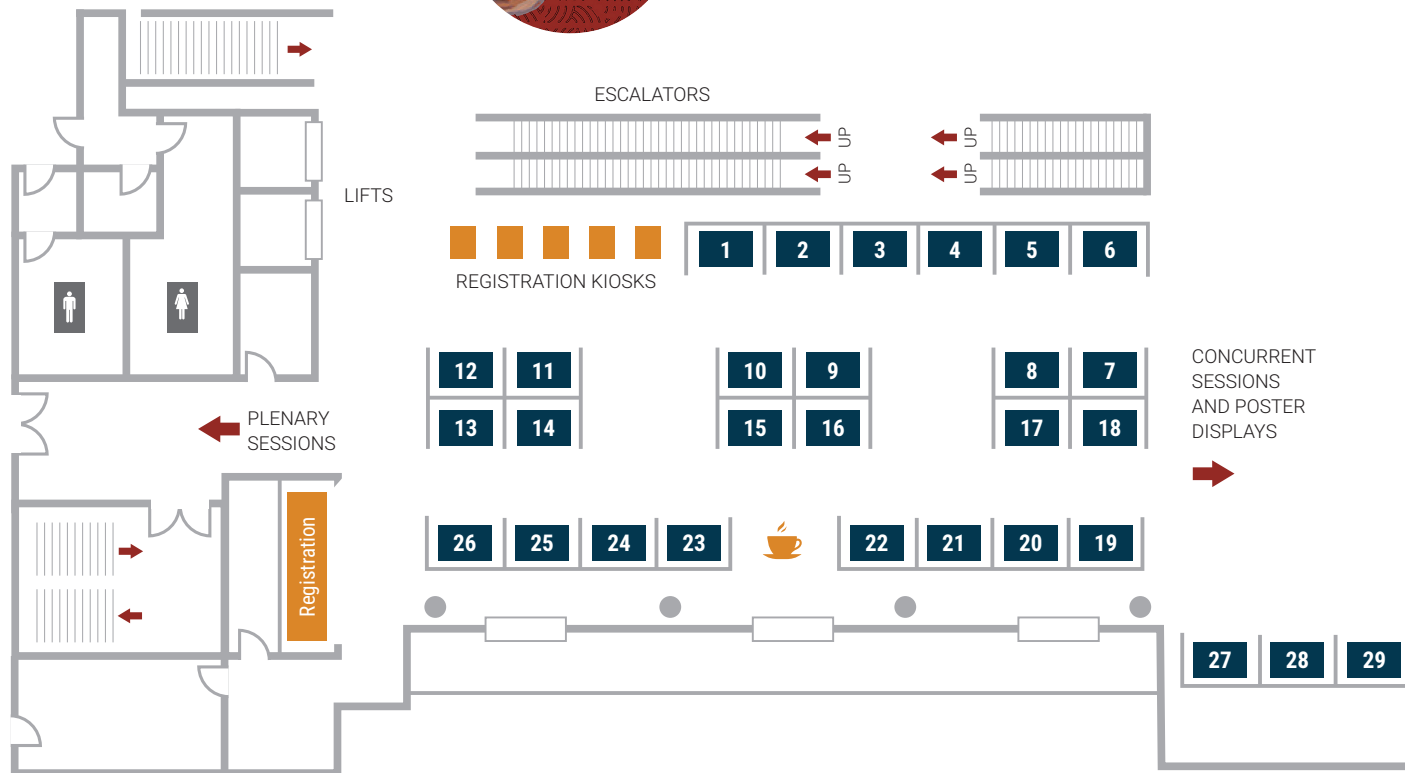 ESCALATORS
UP
UP
UP
UP
LIFTS
REGISTRATION KIOSKS
1 2 3 4 5 6
12 11 10 9 8 7
13 14 15 16 17 18
CONCURRENT
SESSIONS
AND POSTER
DISPLAYS
PLENARY
SESSIONS
Registration
26 25 24 23 22 21 20 19
27 28 29